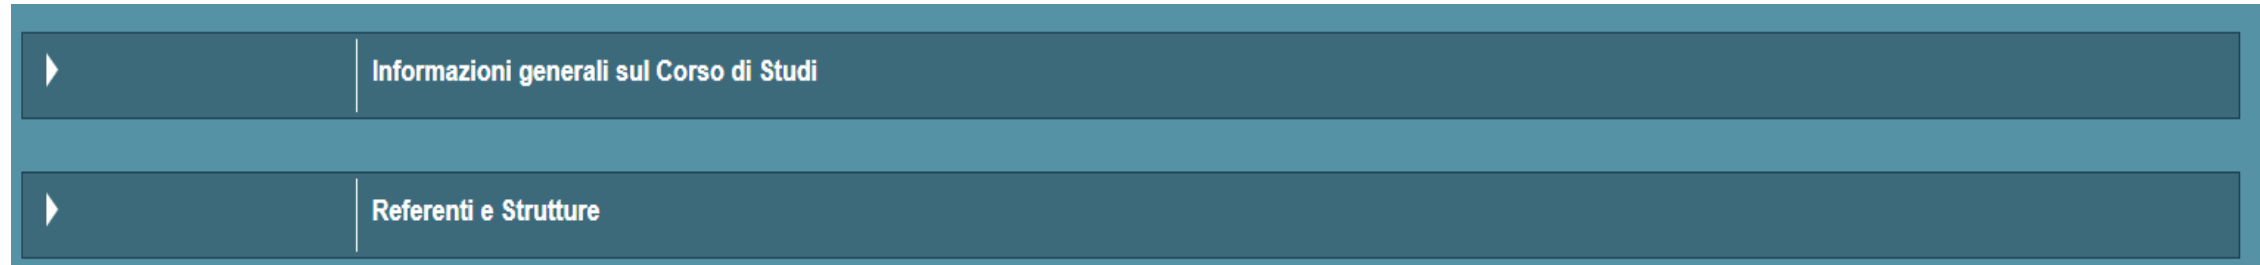 Informazioni generali sul Corso di Studi
Referenti e Strutture